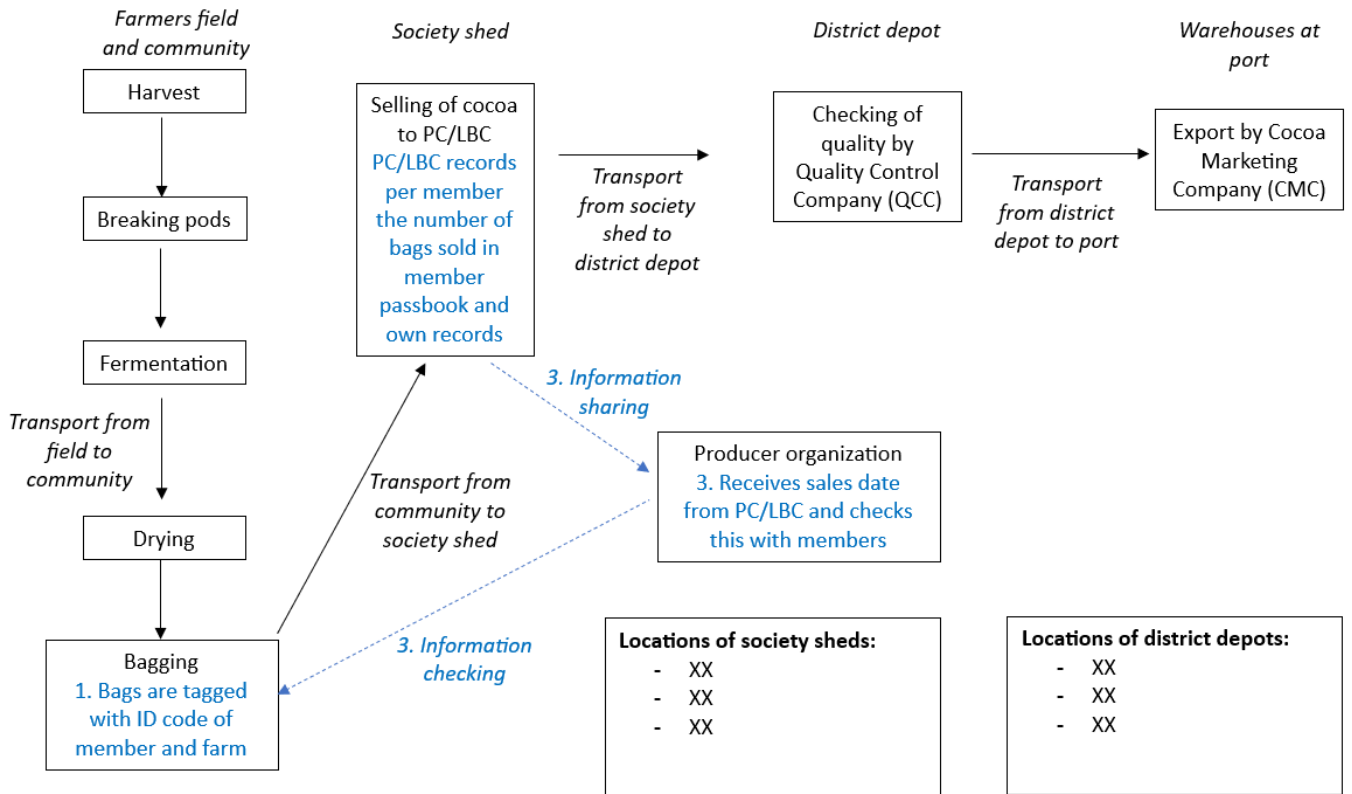 Farmers field
and community
Society shed
District depot
Warehouses at
port
Harvest
Breaking pods
Fermentation
Transport from
field to
community
Drying
Bagging
1. Bags are tagged
with ID code of
member and farm
Selling of cocoa
to PC/LBC
PC/LBC records
per member
the number of
bags sold in
member
passbook and
own records
Transport from
community to
society shed
Transport
from society
shed to
district depot
Checking of
quality by
Quality Control
Company (QCC)
Transport
from district
depot to port
Export by Cocoa
Marketing
Company (CMC)
3. Information
sharing
Producer organization
3. Receives sales date
from PC/LBC and checks
this with members
3. Information
checking
Locations of society sheds:
- XX
- XX
- XX
Locations of district depots:
- XX
- XX
- XX